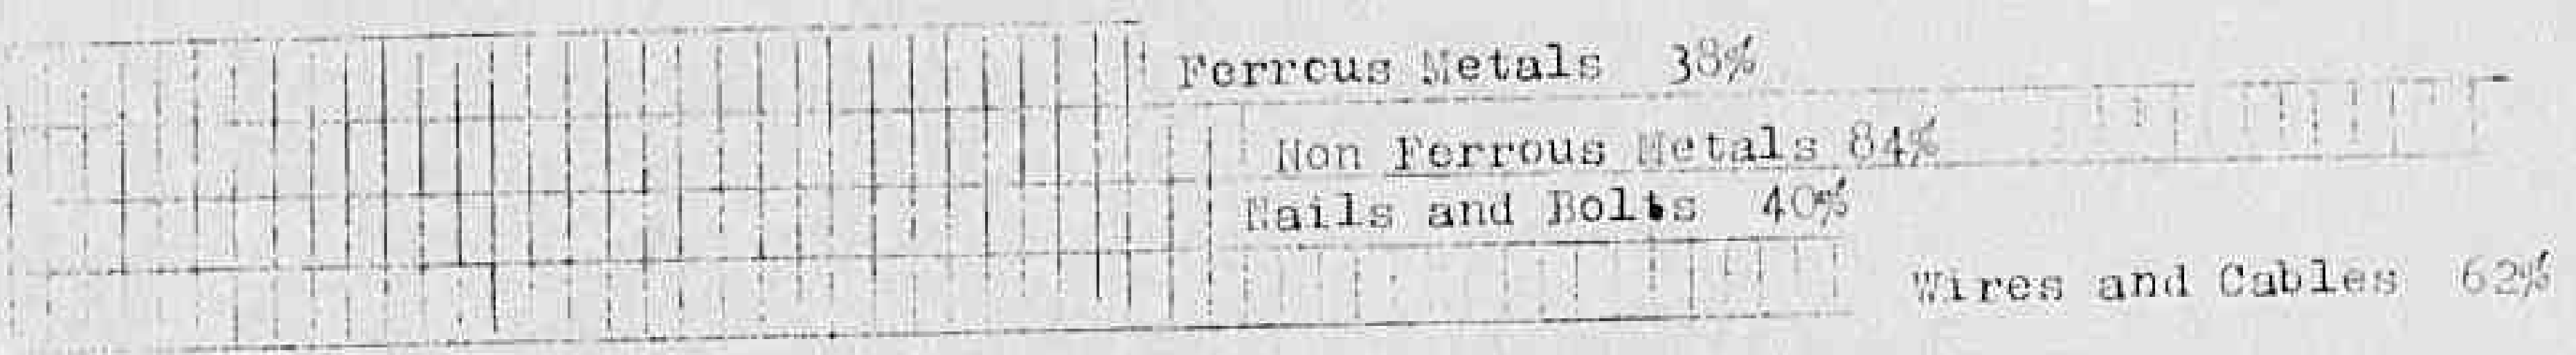 Ferrous Metals 38%
Non Ferrous Metals 84%
Nails and Bolts 40%
Wires and Cables 62%